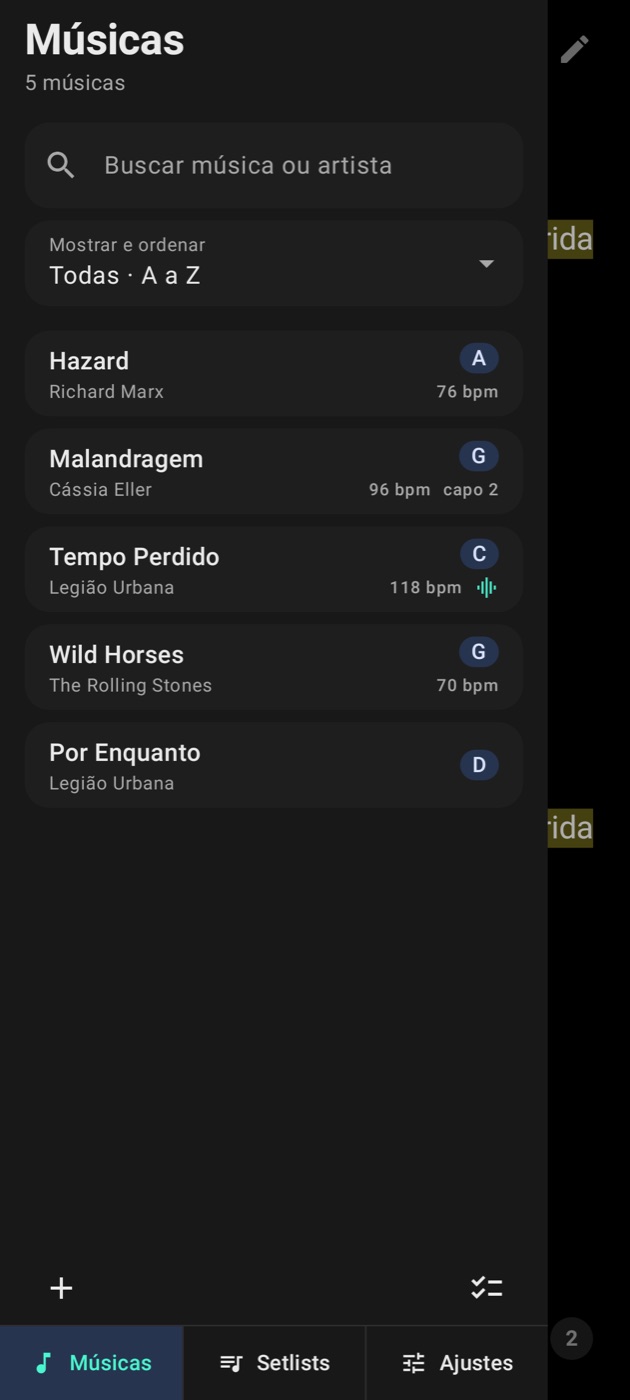 Músicas
5 músicas
Buscar música ou artista
Mostrar e ordenar
Todas · A a Z
Hazard
A
Richard Marx
76 bpm
Malandragem
G
Cássia Eller
96 bpm capo 2
Tempo Perdido
C
Legião Urbana
118 bpm
Wild Horses
G
The Rolling Stones
70 bpm
Por Enquanto
D
Legião Urbana
rida
rida
2
Músicas
Setlists
Ajustes